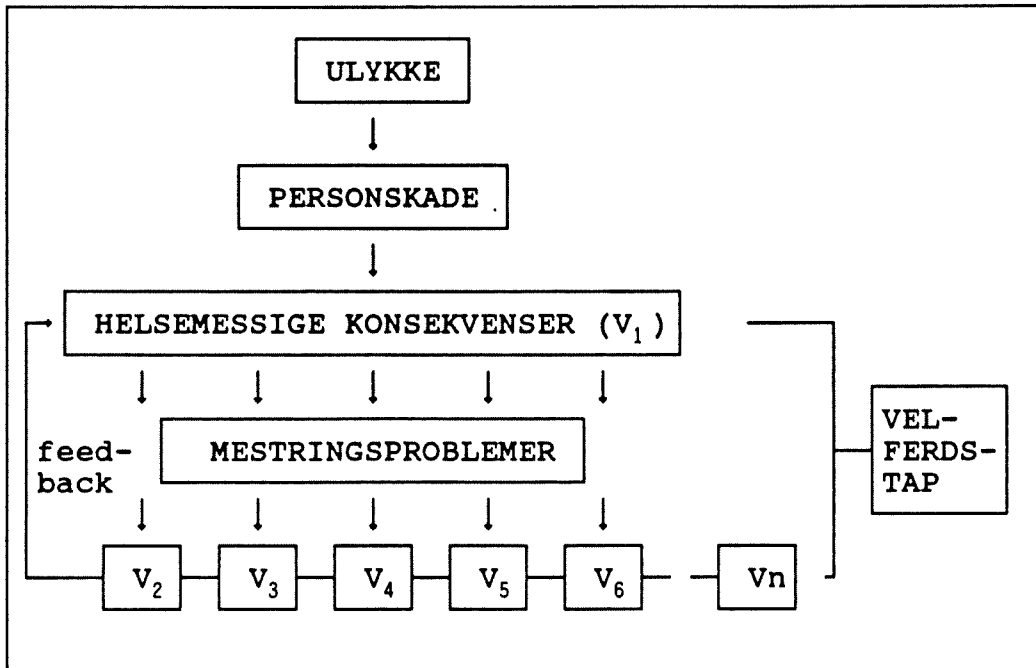 ULYKKE
PERSONSKADE
HELSEMESSIGE KONSEKVENSER (V₁)
feed-
back
MESTRINGSPROBLEMER
VEL-
FERDS-
TAP
V₂ V₃ V₄ V₅ V₆ Vn